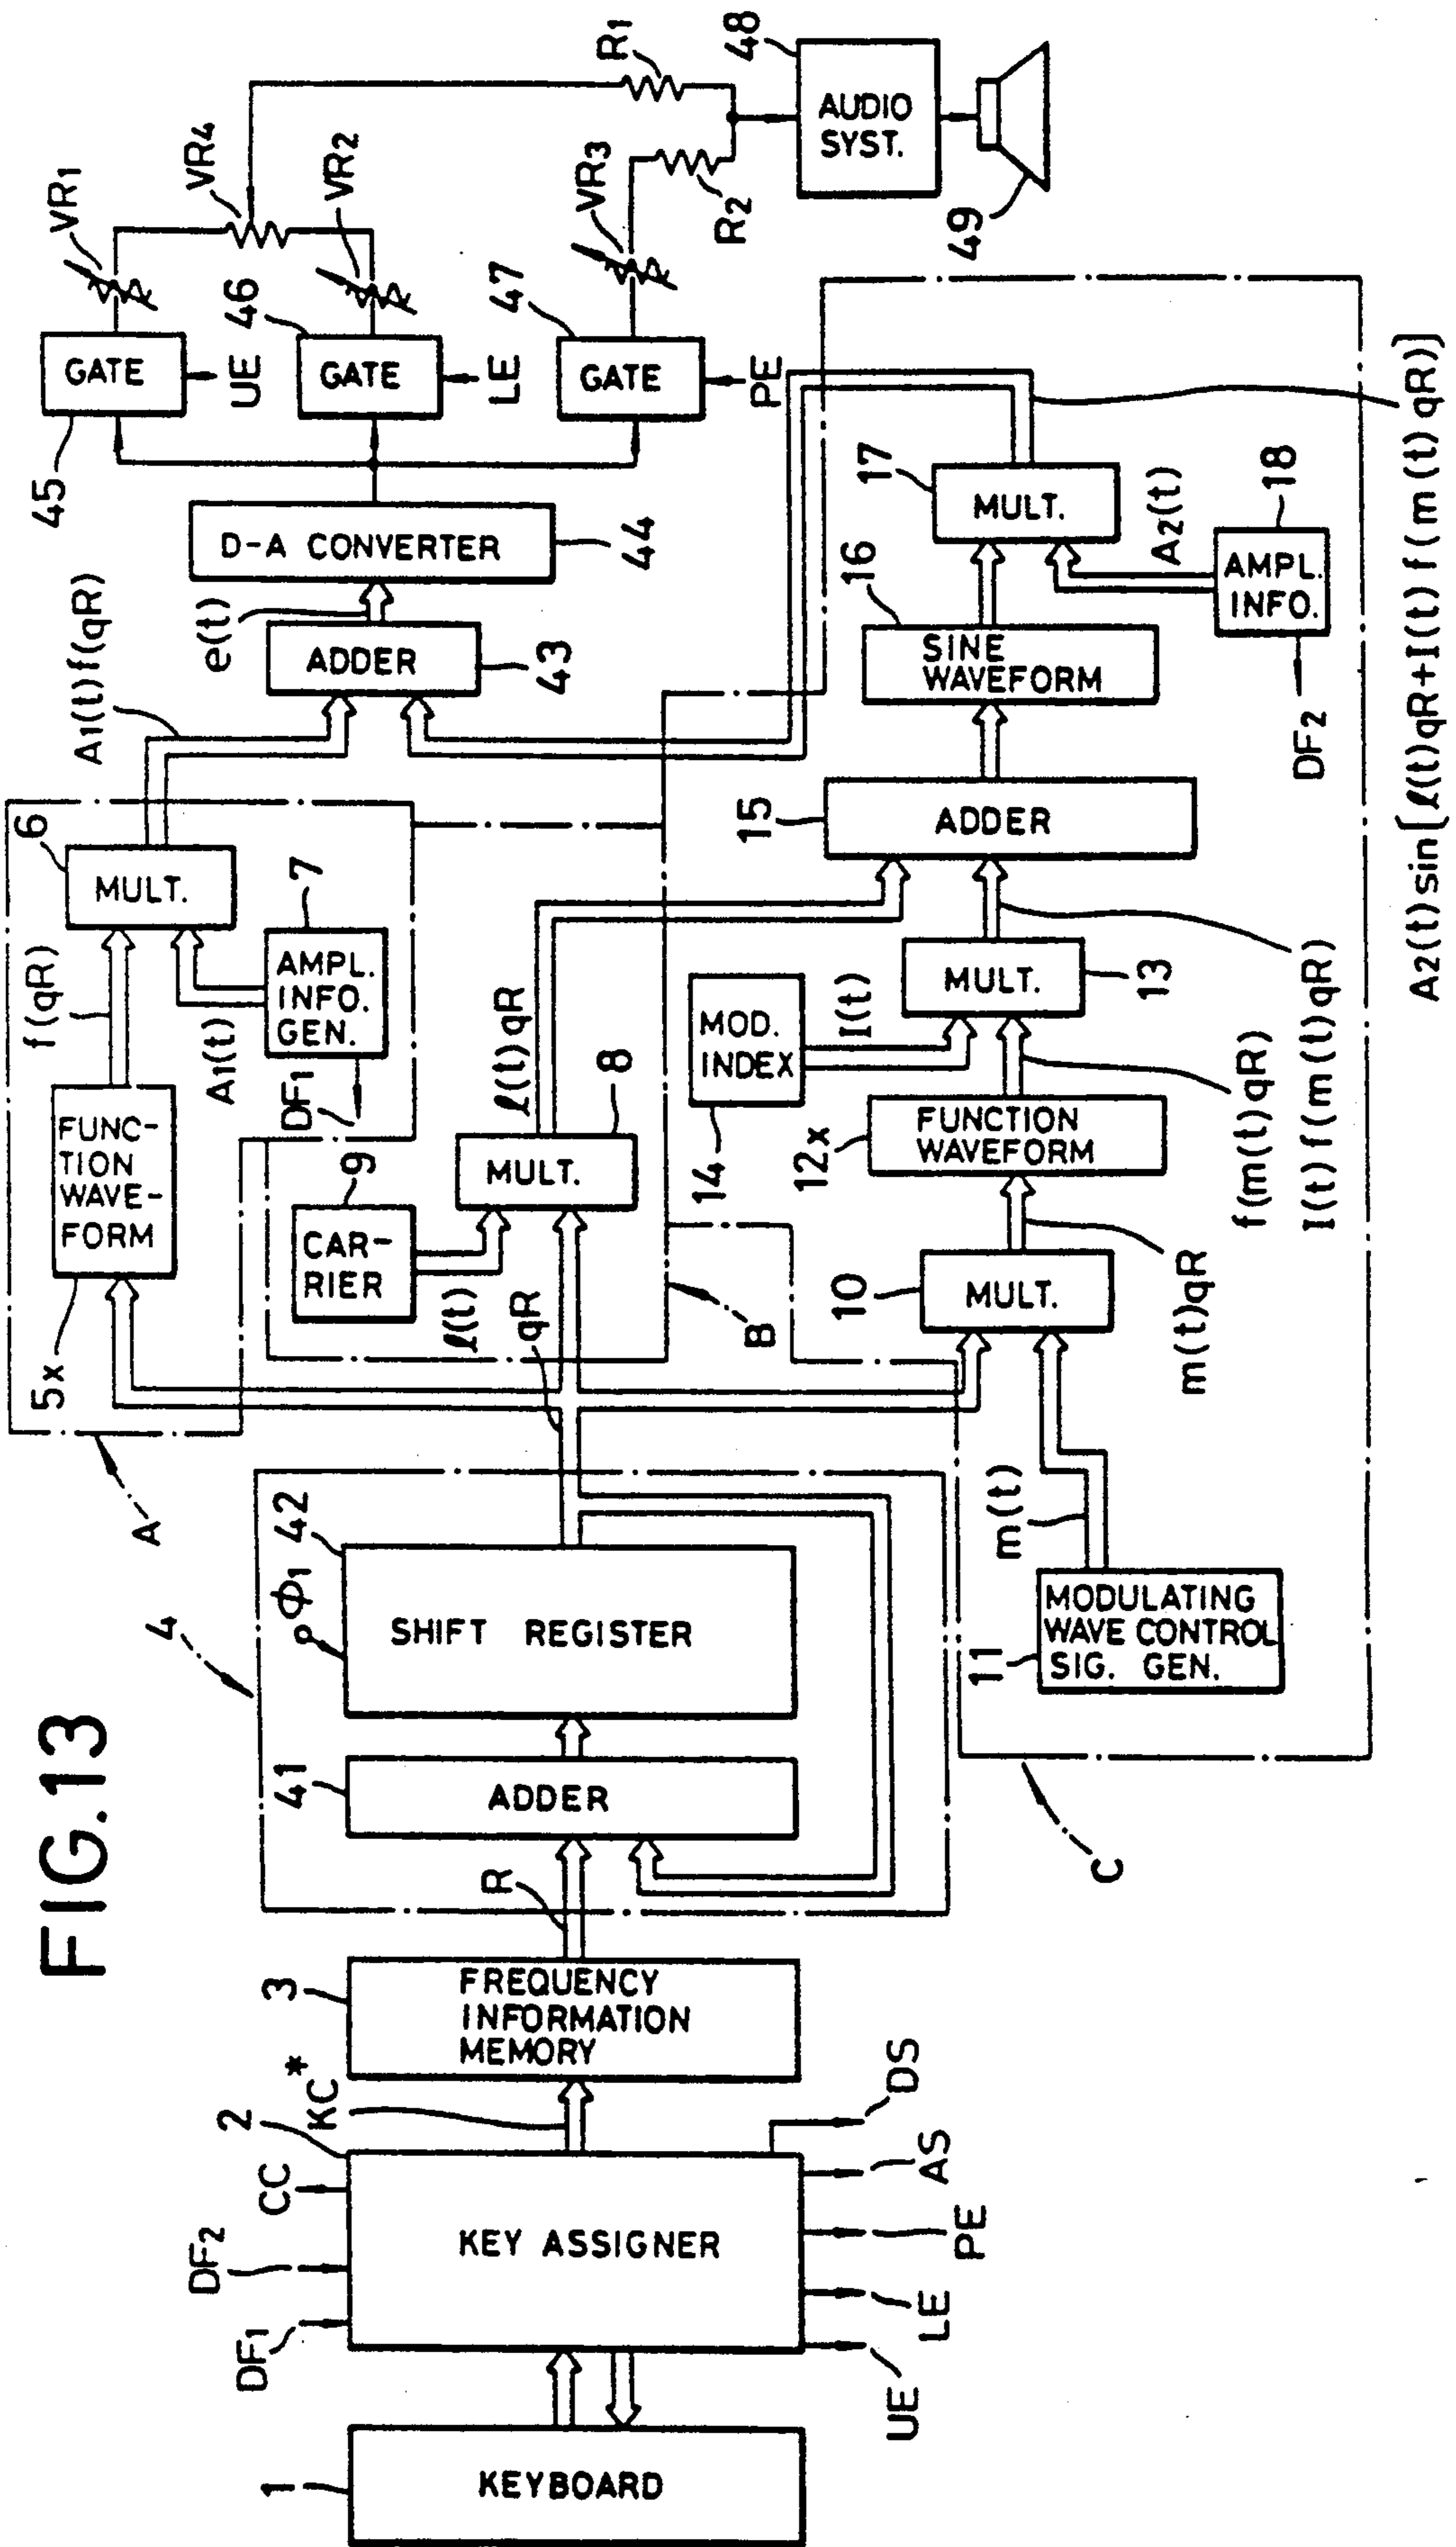 FIG.13
1
KEYBOARD
DF1
DF2
CC
2
KEY ASSIGNER
UE
LE
PE
AS
DS
KC*
3
FREQUENCY
INFORMATION
MEMORY
R
4
41
ADDER
42
Φ1
SHIFT REGISTER
qR
A
5x
FUNC-
TION
WAVE-
FORM
f(qR)
6
MULT.
7
AMPL.
INFO.
GEN.
A1(t)
DF1
A1(t)f(qR)
B
9
CAR-
RIER
ℓ(t)
8
MULT.
ℓ(t)qR
C
11
MODULATING
WAVE CONTROL
SIG. GEN.
m(t)
10
MULT.
m(t)qR
12x
FUNCTION
WAVEFORM
f(m(t)qR)
14
MOD.
INDEX
I(t)
13
MULT.
I(t)f(m(t)qR)
15
ADDER
16
SINE
WAVEFORM
17
MULT.
A2(t)
18
AMPL.
INFO.
DF2
A2(t)sin{ℓ(t)qR+I(t)f(m(t)qR)}
43
ADDER
e(t)
44
D-A CONVERTER
45
GATE
UE
46
GATE
LE
47
GATE
PE
VR1
VR4
VR2
VR3
R1
R2
48
AUDIO
SYST.
49